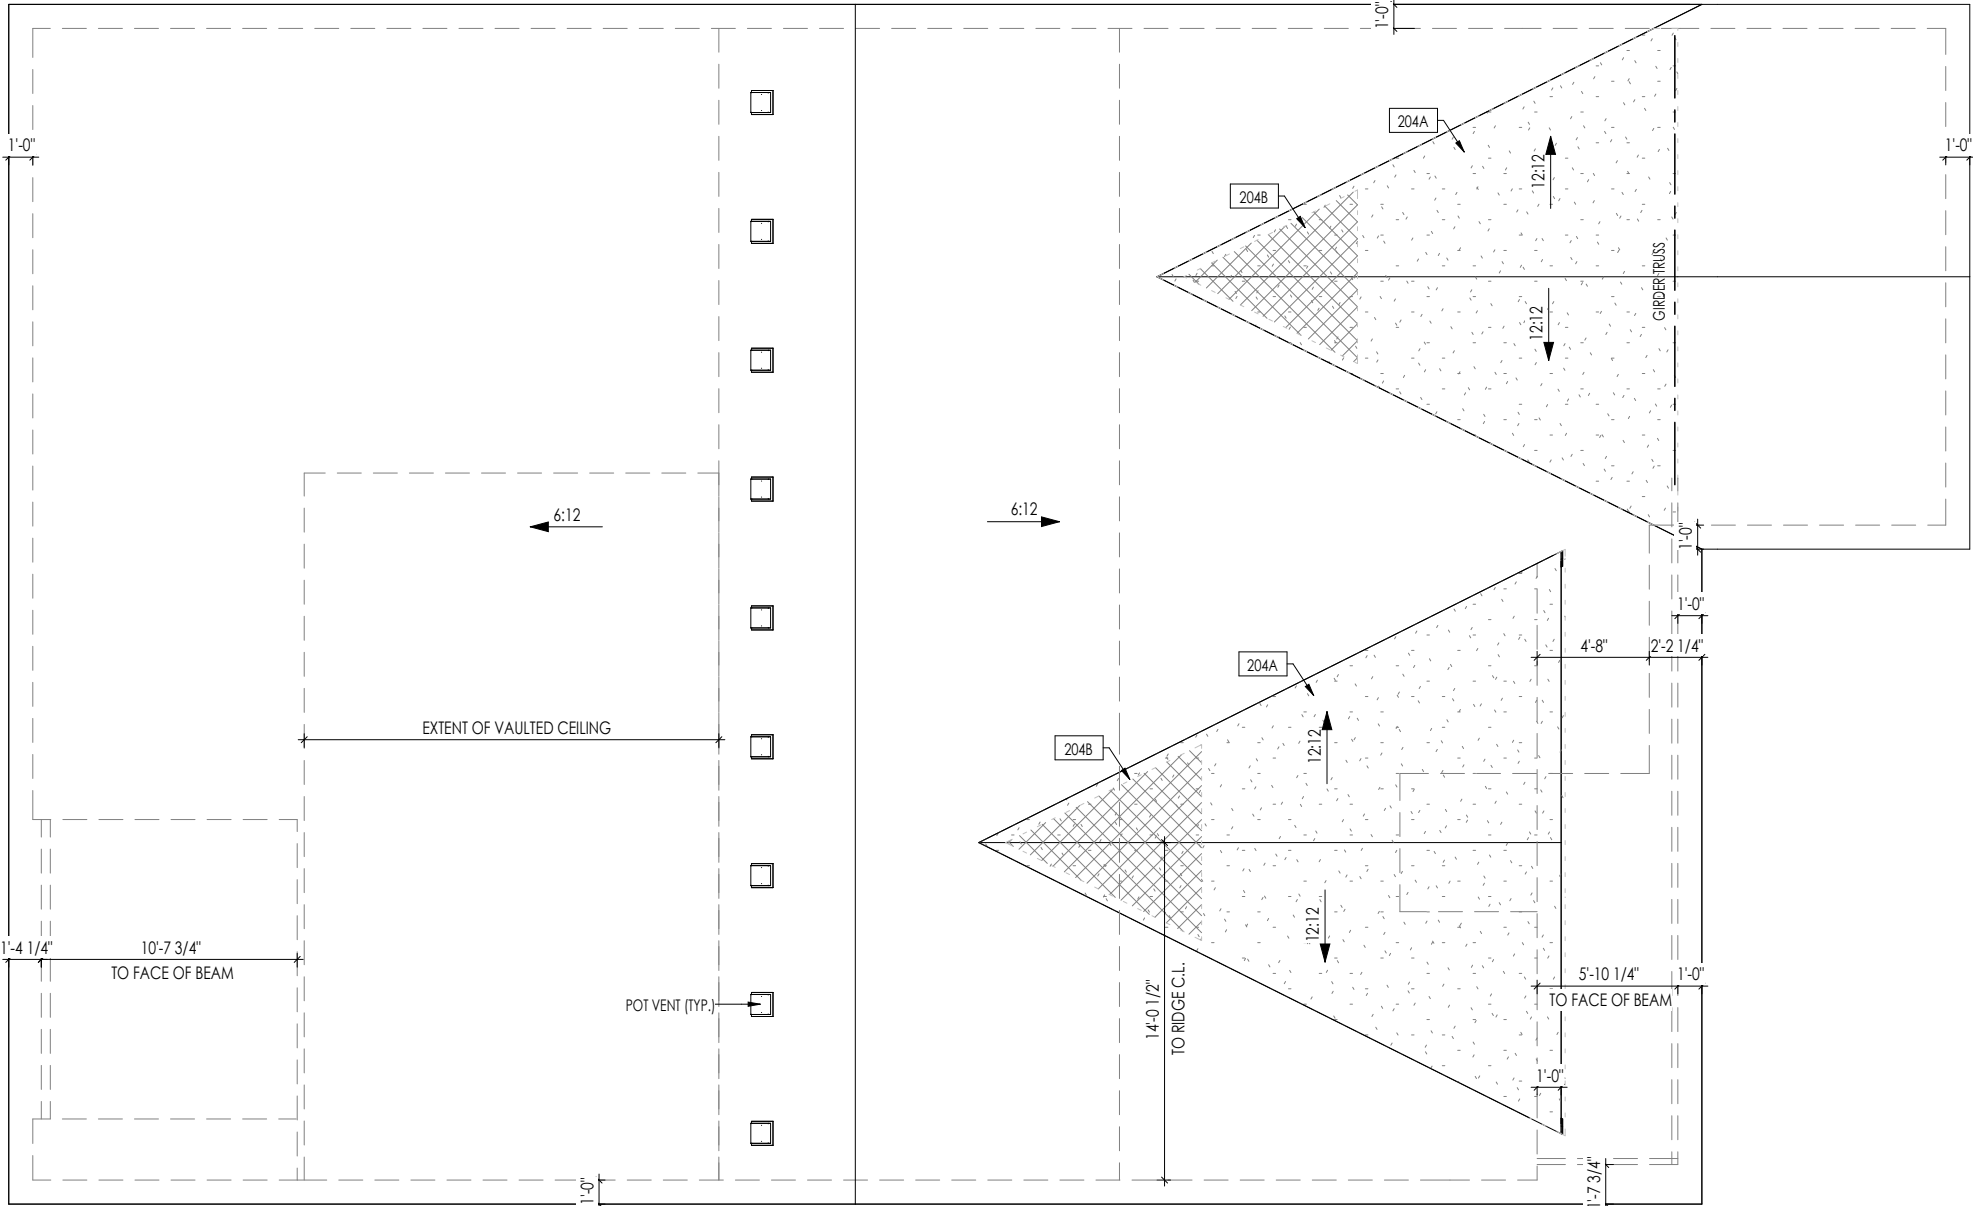 1'-0"
204A
1'-0"
1'-0"
12:12
204B
GIRDER TRUSS
12:12
6:12
6:12
1'-0"
1'-0"
4'-8"
2'-2 1/4"
204A
EXTENT OF VAULTED CEILING
12:12
204B
12:12
1'-4 1/4"
10'-7 3/4"
TO FACE OF BEAM
5'-10 1/4"
1'-0"
TO FACE OF BEAM
POT VENT (TYP.)
14'-0 1/2"
TO RIDGE C.L.
1'-0"
1'-0"
1'-7 3/4"